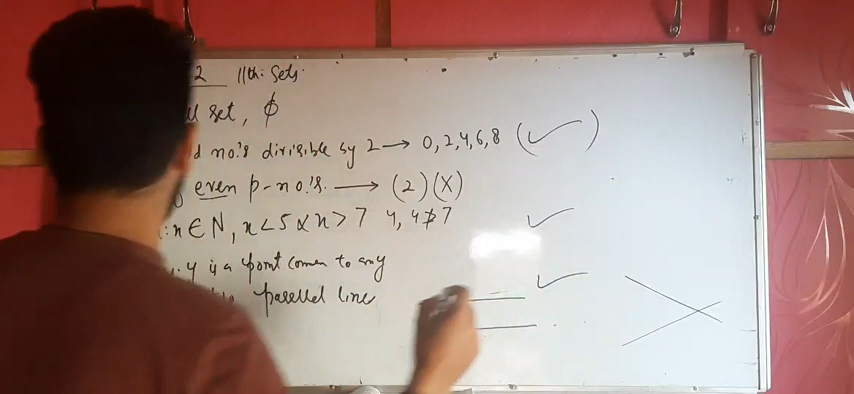 2 11th: Sets
set, ϕ
no.'s divisible by 2 → 0, 2, 4, 6, 8 (✓)
even p-no.'s. → (2) (X)
: x ∈ N, x < 5 & x > 7 4, 4 ≯ 7 ✓
y is a point common to any ✓
parallel line